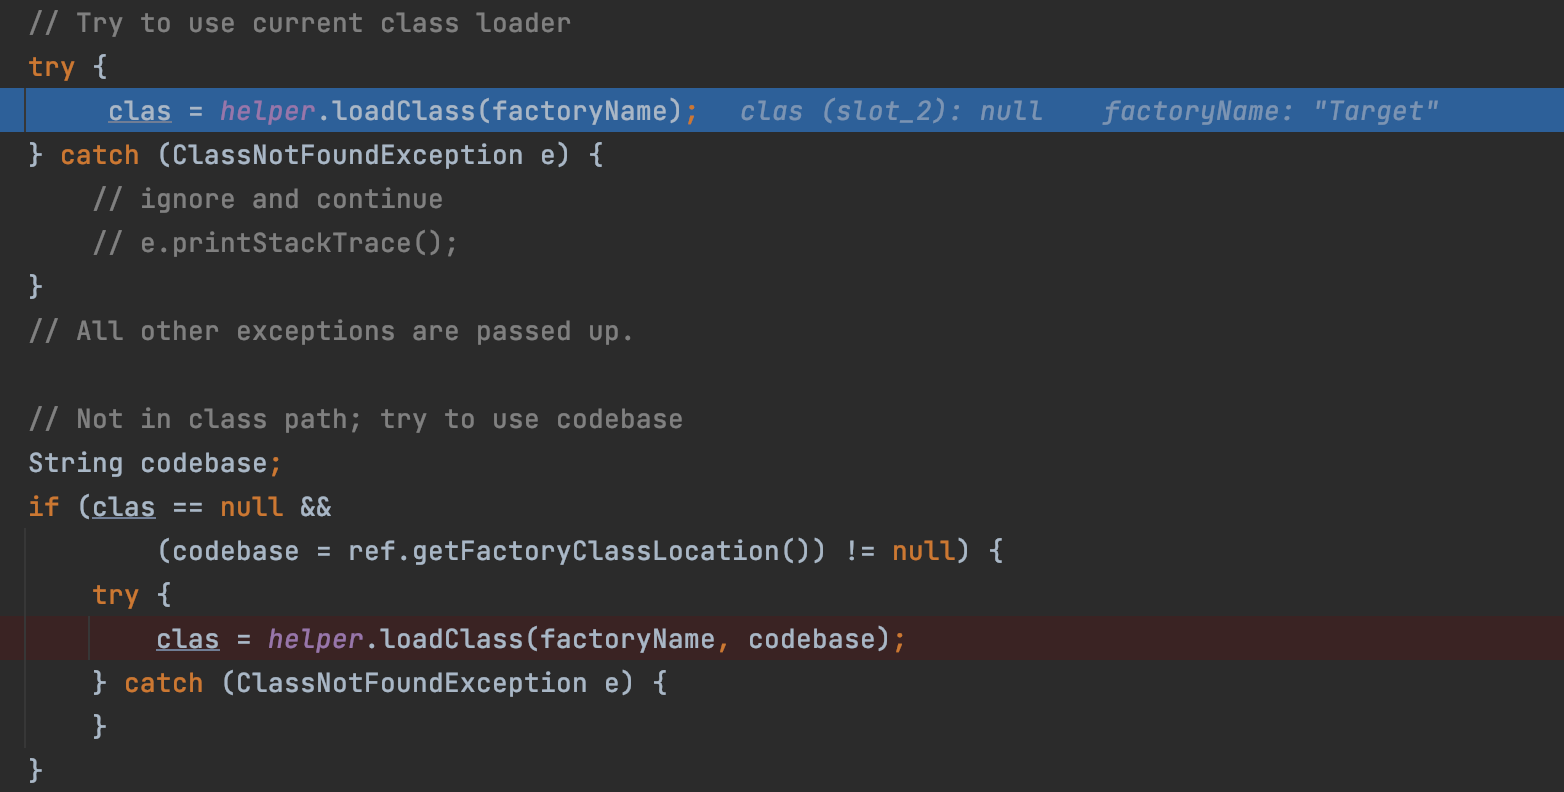 // Try to use current class loader
try {
     clas = helper.loadClass(factoryName);   clas (slot_2): null    factoryName: "Target"
} catch (ClassNotFoundException e) {
    // ignore and continue
    // e.printStackTrace();
}
// All other exceptions are passed up.

// Not in class path; try to use codebase
String codebase;
if (clas == null &&
        (codebase = ref.getFactoryClassLocation()) != null) {
    try {
        clas = helper.loadClass(factoryName, codebase);
    } catch (ClassNotFoundException e) {
    }
}